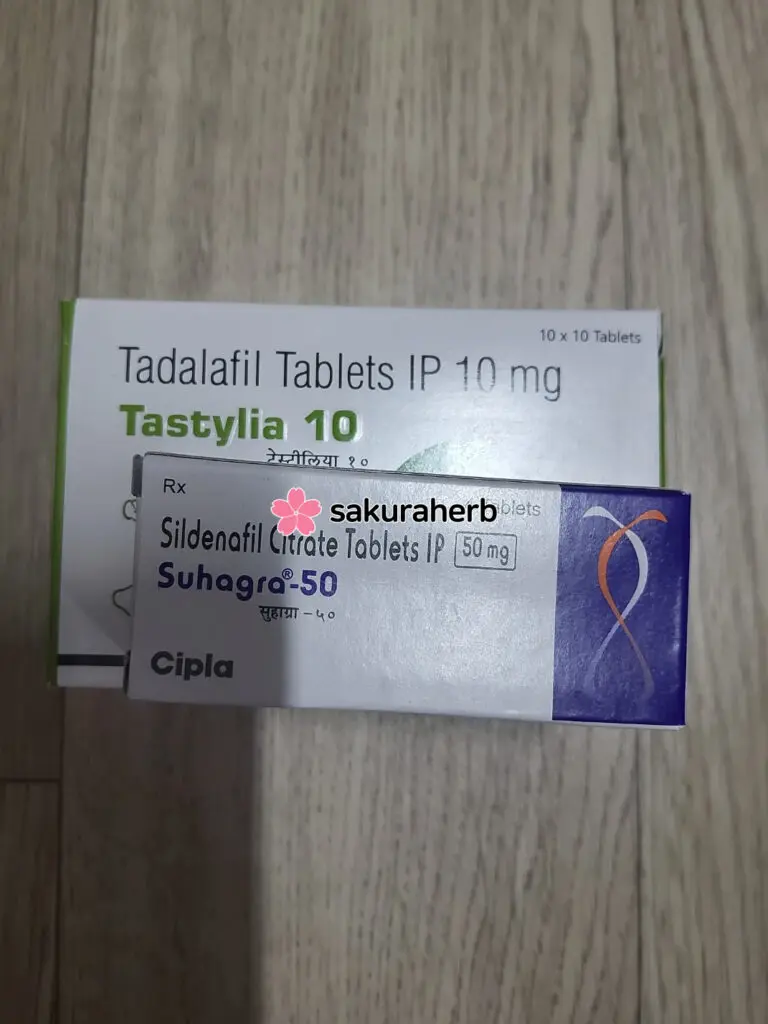 10 x 10 Tablets
Tadalafil Tablets IP 10 mg
Tastylia 10
टेस्टीलिया १०
Rx
sakuraherb
Sildenafil Citrate Tablets IP 50 mg
Suhagra®-50
सुहाग्रा – ५०
Cipla